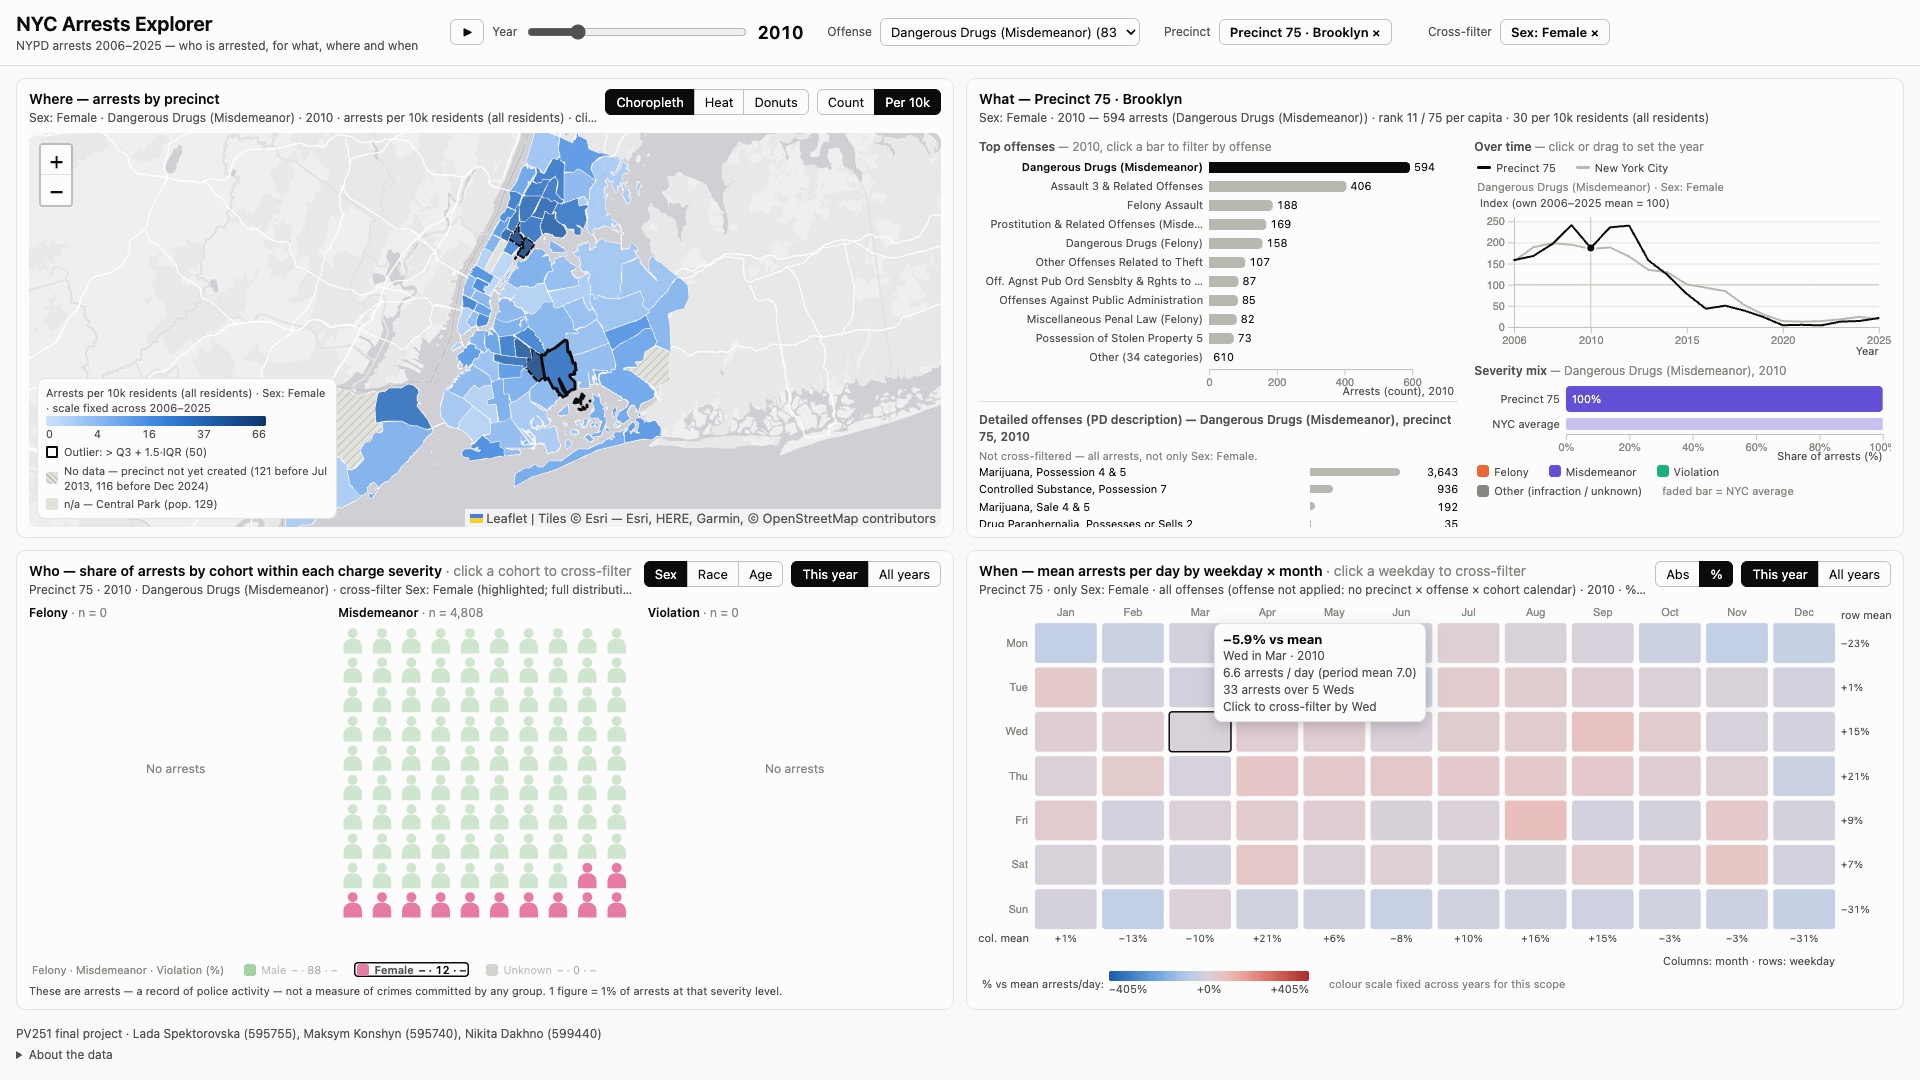 NYC Arrests Explorer
NYPD arrests 2006–2025 — who is arrested, for what, where and when
Year 2010
Offense Dangerous Drugs (Misdemeanor) (83
Precinct Precinct 75 · Brooklyn ×
Cross-filter Sex: Female ×
Where — arrests by precinct
Sex: Female · Dangerous Drugs (Misdemeanor) · 2010 · arrests per 10k residents (all residents) · cli...
Choropleth Heat Donuts Count Per 10k
+
−
Arrests per 10k residents (all residents) · Sex: Female
· scale fixed across 2006–2025
0 4 16 37 66
Outlier: > Q3 + 1.5·IQR (50)
No data — precinct not yet created (121 before Jul
2013, 116 before Dec 2024)
n/a — Central Park (pop. 129)
Leaflet | Tiles © Esri — Esri, HERE, Garmin, © OpenStreetMap contributors
What — Precinct 75 · Brooklyn
Sex: Female · 2010 — 594 arrests (Dangerous Drugs (Misdemeanor)) · rank 11 / 75 per capita · 30 per 10k residents (all residents)
Top offenses — 2010, click a bar to filter by offense
Dangerous Drugs (Misdemeanor) 594
Assault 3 & Related Offenses 406
Felony Assault 188
Prostitution & Related Offenses (Misde... 169
Dangerous Drugs (Felony) 158
Other Offenses Related to Theft 107
Off. Agnst Pub Ord Sensblty & Rghts to ... 87
Offenses Against Public Administration 85
Miscellaneous Penal Law (Felony) 82
Possession of Stolen Property 5 73
Other (34 categories) 610
0 200 400 600
Arrests (count), 2010
Detailed offenses (PD description) — Dangerous Drugs (Misdemeanor), precinct
75, 2010
Not cross-filtered — all arrests, not only Sex: Female.
Marijuana, Possession 4 & 5 3,643
Controlled Substance, Possession 7 936
Marijuana, Sale 4 & 5 192
Drug Paraphernalia, Possesses or Sells 2 35
Over time — click or drag to set the year
Precinct 75 New York City
Dangerous Drugs (Misdemeanor) · Sex: Female
Index (own 2006–2025 mean = 100)
250
200
150
100
50
0
2006 2010 2015 2020 2025
Year
Severity mix — Dangerous Drugs (Misdemeanor), 2010
Precinct 75 100%
NYC average
0% 20% 40% 60% 80% 100%
Share of arrests (%)
Felony Misdemeanor Violation
Other (infraction / unknown) faded bar = NYC average
Who — share of arrests by cohort within each charge severity · click a cohort to cross-filter
Precinct 75 · 2010 · Dangerous Drugs (Misdemeanor) · cross-filter Sex: Female (highlighted; full distributi...
Sex Race Age This year All years
Felony · n = 0 Misdemeanor · n = 4,808 Violation · n = 0
No arrests No arrests
Felony · Misdemeanor · Violation (%) Male – · 88 · – Female – · 12 · – Unknown – · 0 · –
These are arrests — a record of police activity — not a measure of crimes committed by any group. 1 figure = 1% of arrests at that severity level.
When — mean arrests per day by weekday × month · click a weekday to cross-filter
Precinct 75 · only Sex: Female · all offenses (offense not applied: no precinct × offense × cohort calendar) · 2010 · %...
Abs % This year All years
Jan Feb Mar Apr May Jun Jul Aug Sep Oct Nov Dec row mean
Mon −23%
Tue +1%
Wed +15%
Thu +21%
Fri +9%
Sat +7%
Sun −31%
col. mean +1% −13% −10% +21% +6% −8% +10% +16% +15% −3% −3% −31%
−5.9% vs mean
Wed in Mar · 2010
6.6 arrests / day (period mean 7.0)
33 arrests over 5 Weds
Click to cross-filter by Wed
Columns: month · rows: weekday
% vs mean arrests/day: −405% +0% +405% colour scale fixed across years for this scope
PV251 final project · Lada Spektorovska (595755), Maksym Konshyn (595740), Nikita Dakhno (599440)
About the data